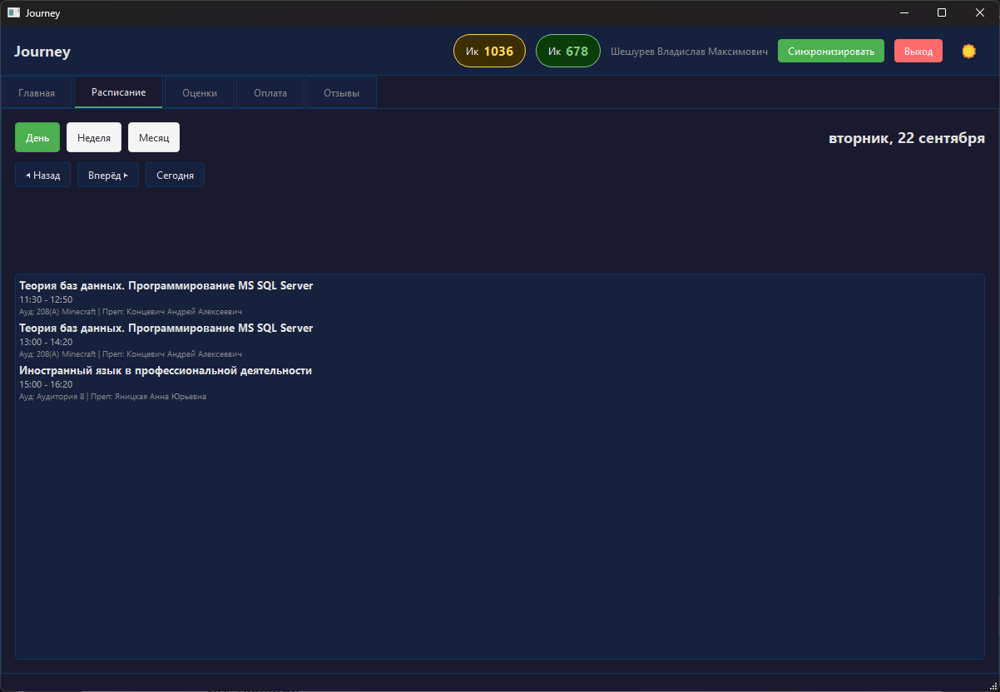 Journey
Journey
Ик 1036
Ик 678
Шешурев Владислав Максимович
Синхронизировать
Выход
Главная
Расписание
Оценки
Оплата
Отзывы
День
Неделя
Месяц
вторник, 22 сентября
Назад
Вперёд
Сегодня
Теория баз данных. Программирование MS SQL Server
11:30 - 12:50
Ауд: 208(A) Minecraft | Преп: Концевич Андрей Алексеевич
Теория баз данных. Программирование MS SQL Server
13:00 - 14:20
Ауд: 208(A) Minecraft | Преп: Концевич Андрей Алексеевич
Иностранный язык в профессиональной деятельности
15:00 - 16:20
Ауд: Аудитория 8 | Преп: Яницкая Анна Юрьевна